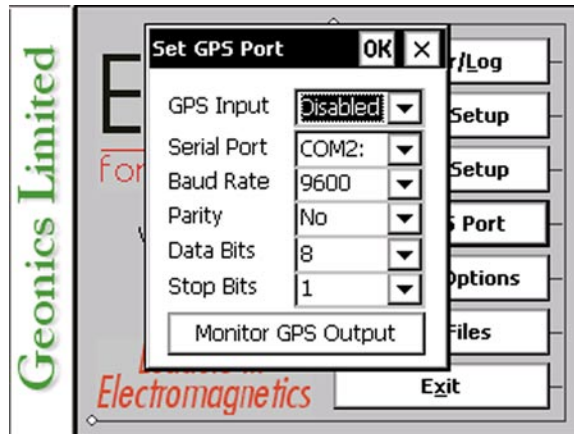 Geonics Limited
Set GPS Port OK
GPS Input Disabled
Serial Port COM2:
Baud Rate 9600
Parity No
Data Bits 8
Stop Bits 1
Monitor GPS Output
/Log
Setup
Setup
Port
Options
Files
Exit
for
Electromagnetics